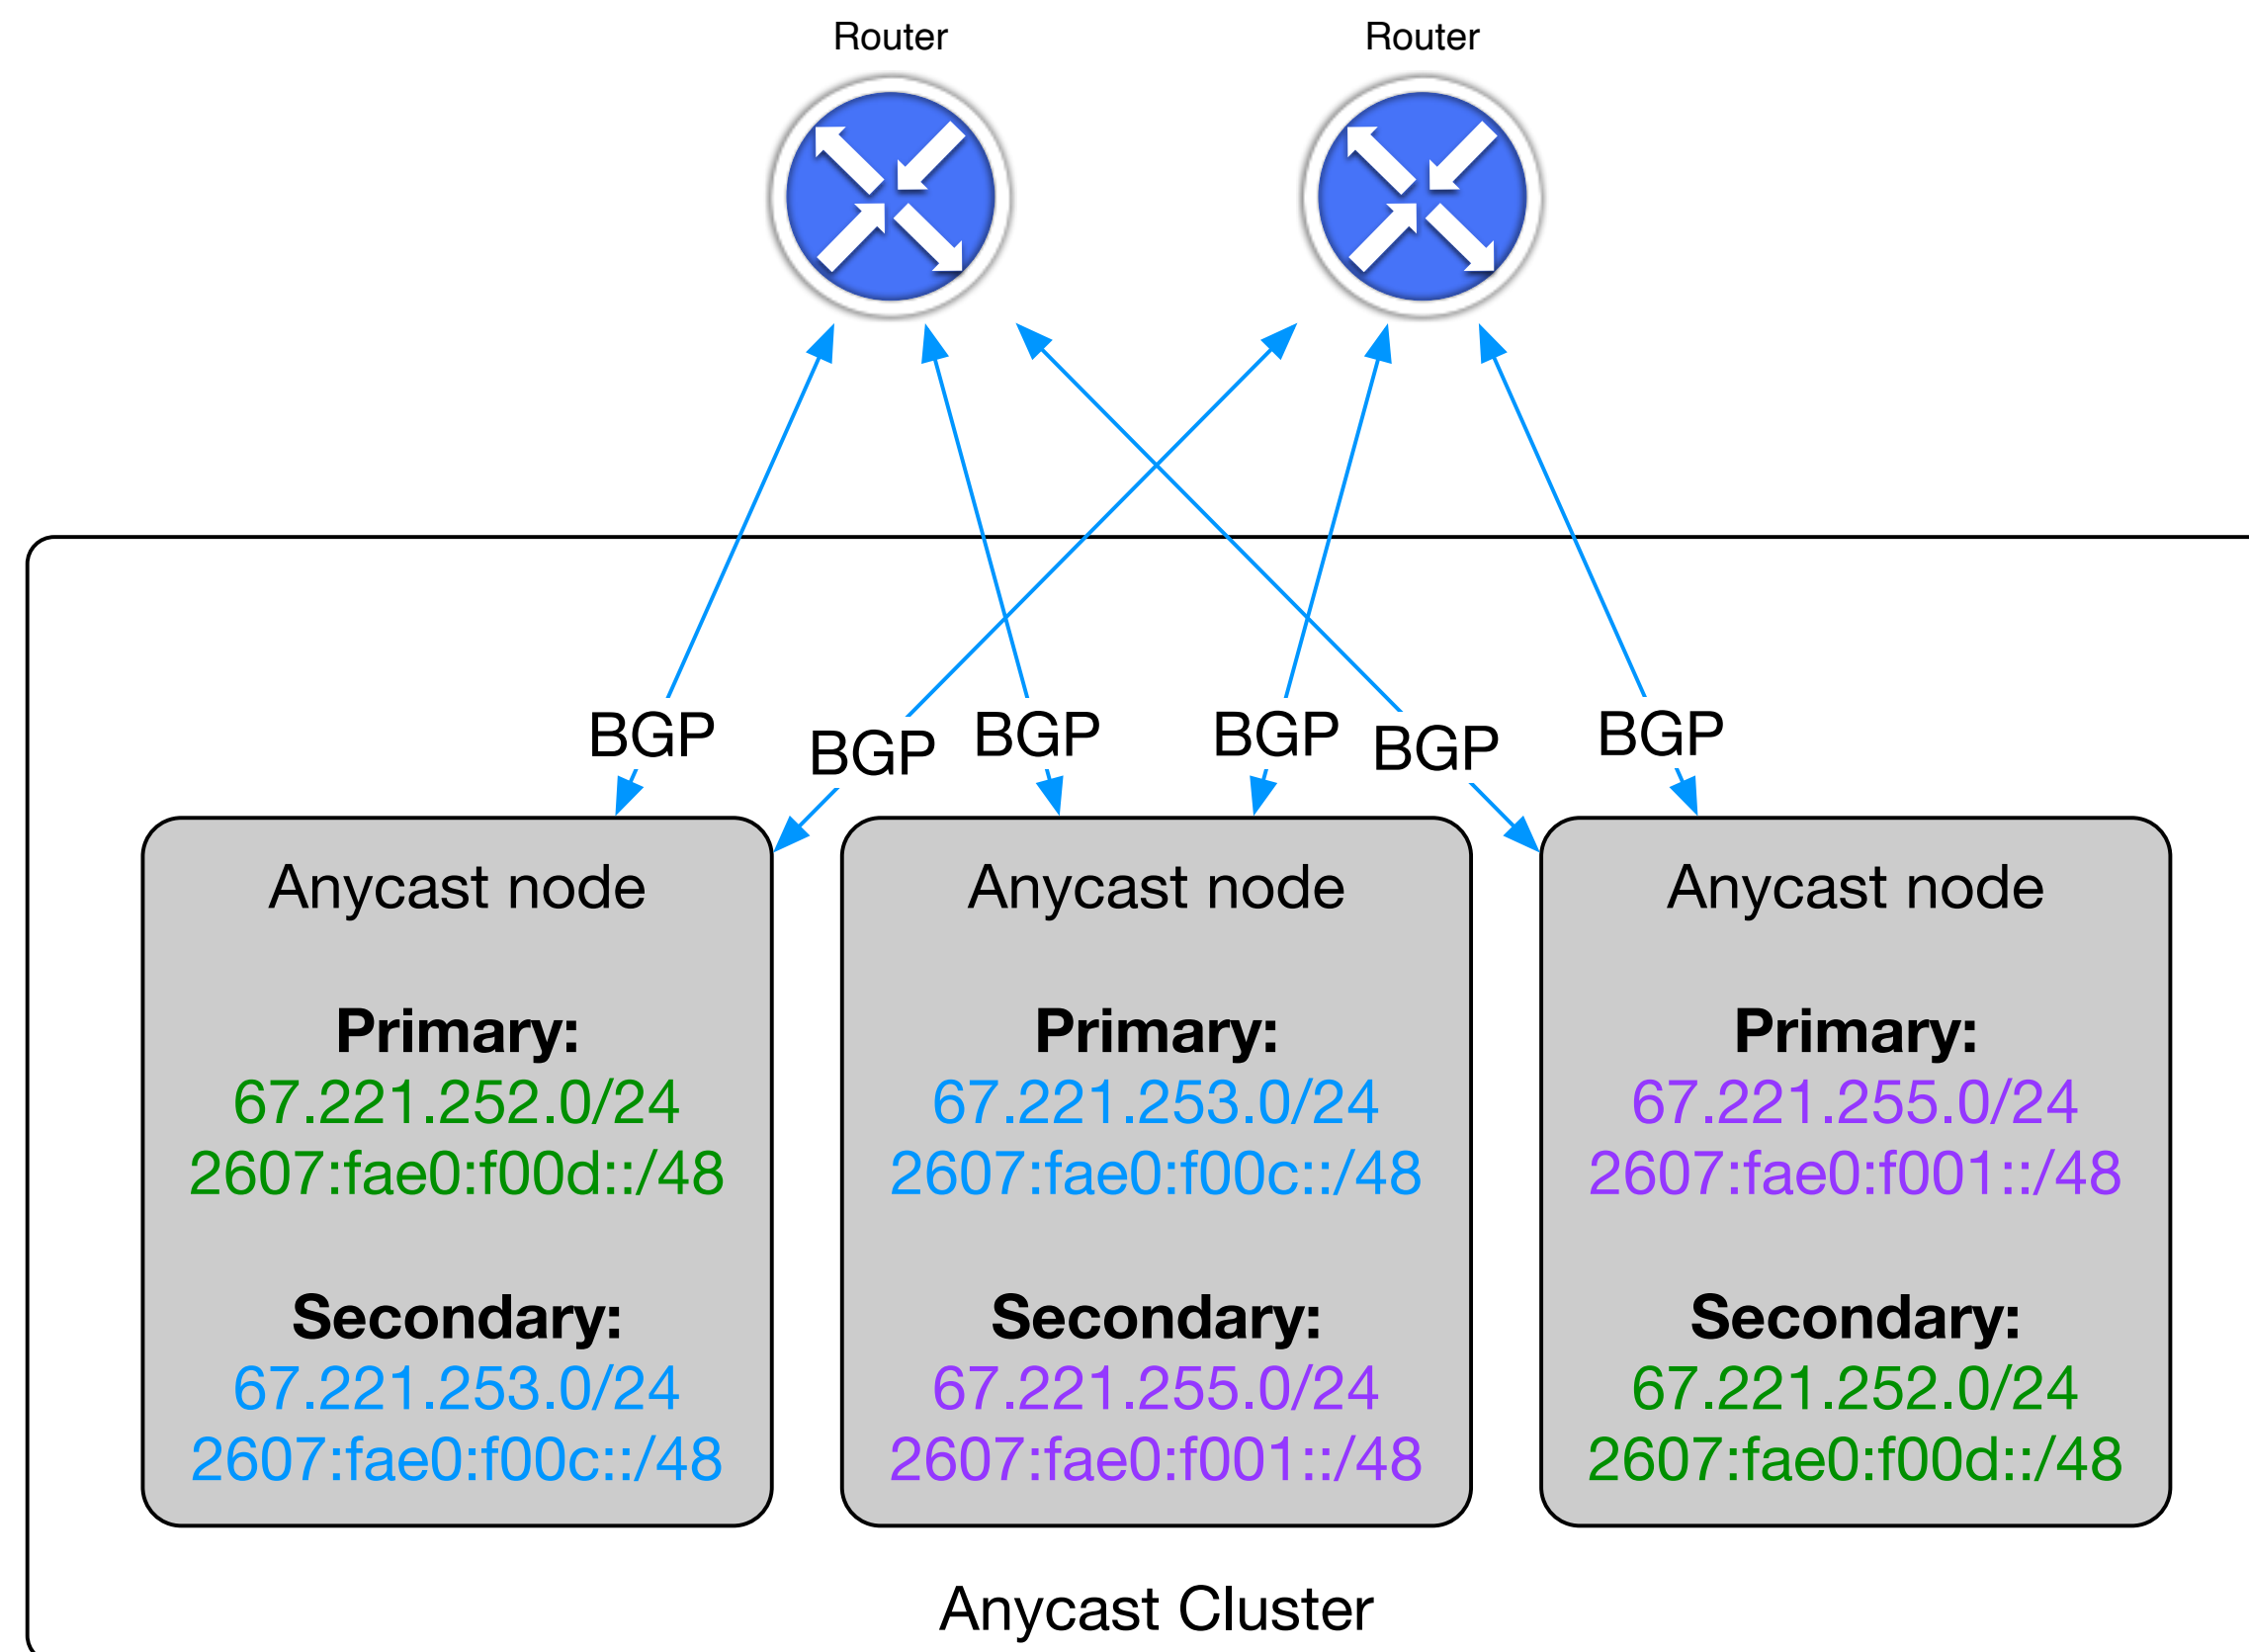 Router
Router
BGP
BGP
BGP
BGP
BGP
BGP
Anycast node
Primary:
67.221.252.0/24
2607:fae0:f00d::/48
Secondary:
67.221.253.0/24
2607:fae0:f00c::/48
Anycast node
Primary:
67.221.253.0/24
2607:fae0:f00c::/48
Secondary:
67.221.255.0/24
2607:fae0:f001::/48
Anycast node
Primary:
67.221.255.0/24
2607:fae0:f001::/48
Secondary:
67.221.252.0/24
2607:fae0:f00d::/48
Anycast Cluster